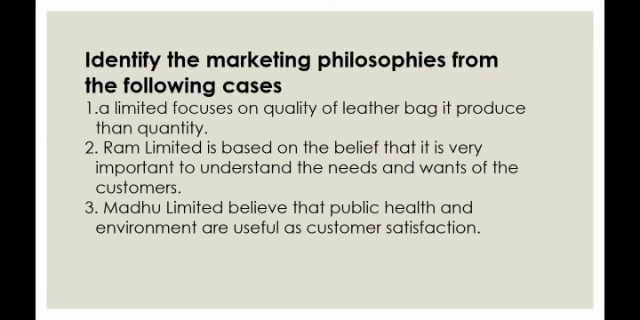 Identify the marketing philosophies from
the following cases
1.a limited focuses on quality of leather bag it produce
than quantity.
2. Ram Limited is based on the belief that it is very
important to understand the needs and wants of the
customers.
3. Madhu Limited believe that public health and
environment are useful as customer satisfaction.